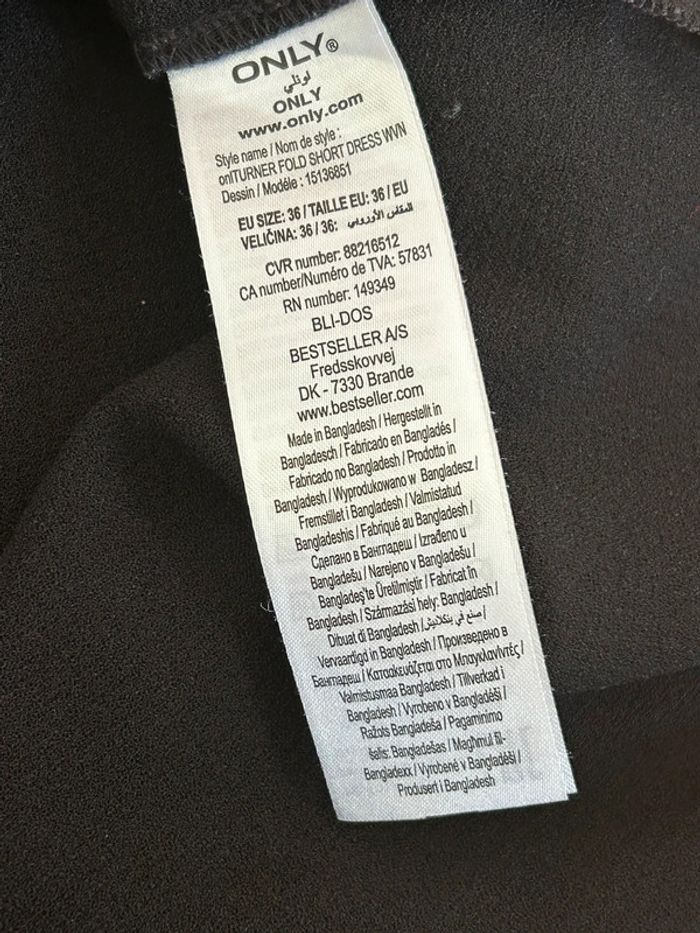 ONLY®
اونلي
ONLY
www.only.com
Style name / Nom de style :
onlTURNER FOLD SHORT DRESS WVN
Dessin / Modéle : 15136851
EU SIZE: 36 / TAILLE EU: 36 / EU
VELIČINA: 36 / 36: المقاس الأوروبي
CVR number: 88216512
CA number/Numéro de TVA: 57831
RN number: 149349
BLI-DOS
BESTSELLER A/S
Fredsskovvej
DK - 7330 Brande
www.bestseller.com
Made in Bangladesh / Hergestellt in
Bangladesch / Fabricado en Bangladés /
Fabricado no Bangladesh / Prodotto in
Bangladesh / Wyprodukowano w Bangladesz /
Fremstillet i Bangladesh / Valmistatud
Bangladeshis / Fabriqué au Bangladesh /
Сделано в Бангладеш / Izrađeno u
Bangladešu / Narejeno v Bangladešu /
Bangladeş'te Üretilmiştir / Fabricat în
Bangladesh / Származási hely: Bangladesh /
Dibuat di Bangladesh / صنع في بنكلاديش /
Vervaardigd in Bangladesh / Произведено в
Бангладеш / Κατασκευάζεται στο Μπαγκλαντές /
Valmistusmaa Bangladesh / Tillverkad i
Bangladesh / Vyrobeno v Bangladéši /
Ražots Bangladeša / Pagaminimo
šalis: Bangladešas / Magħmul fil-
Bangladexx / Vyrobené v Bangladéši /
Produsert i Bangladesh